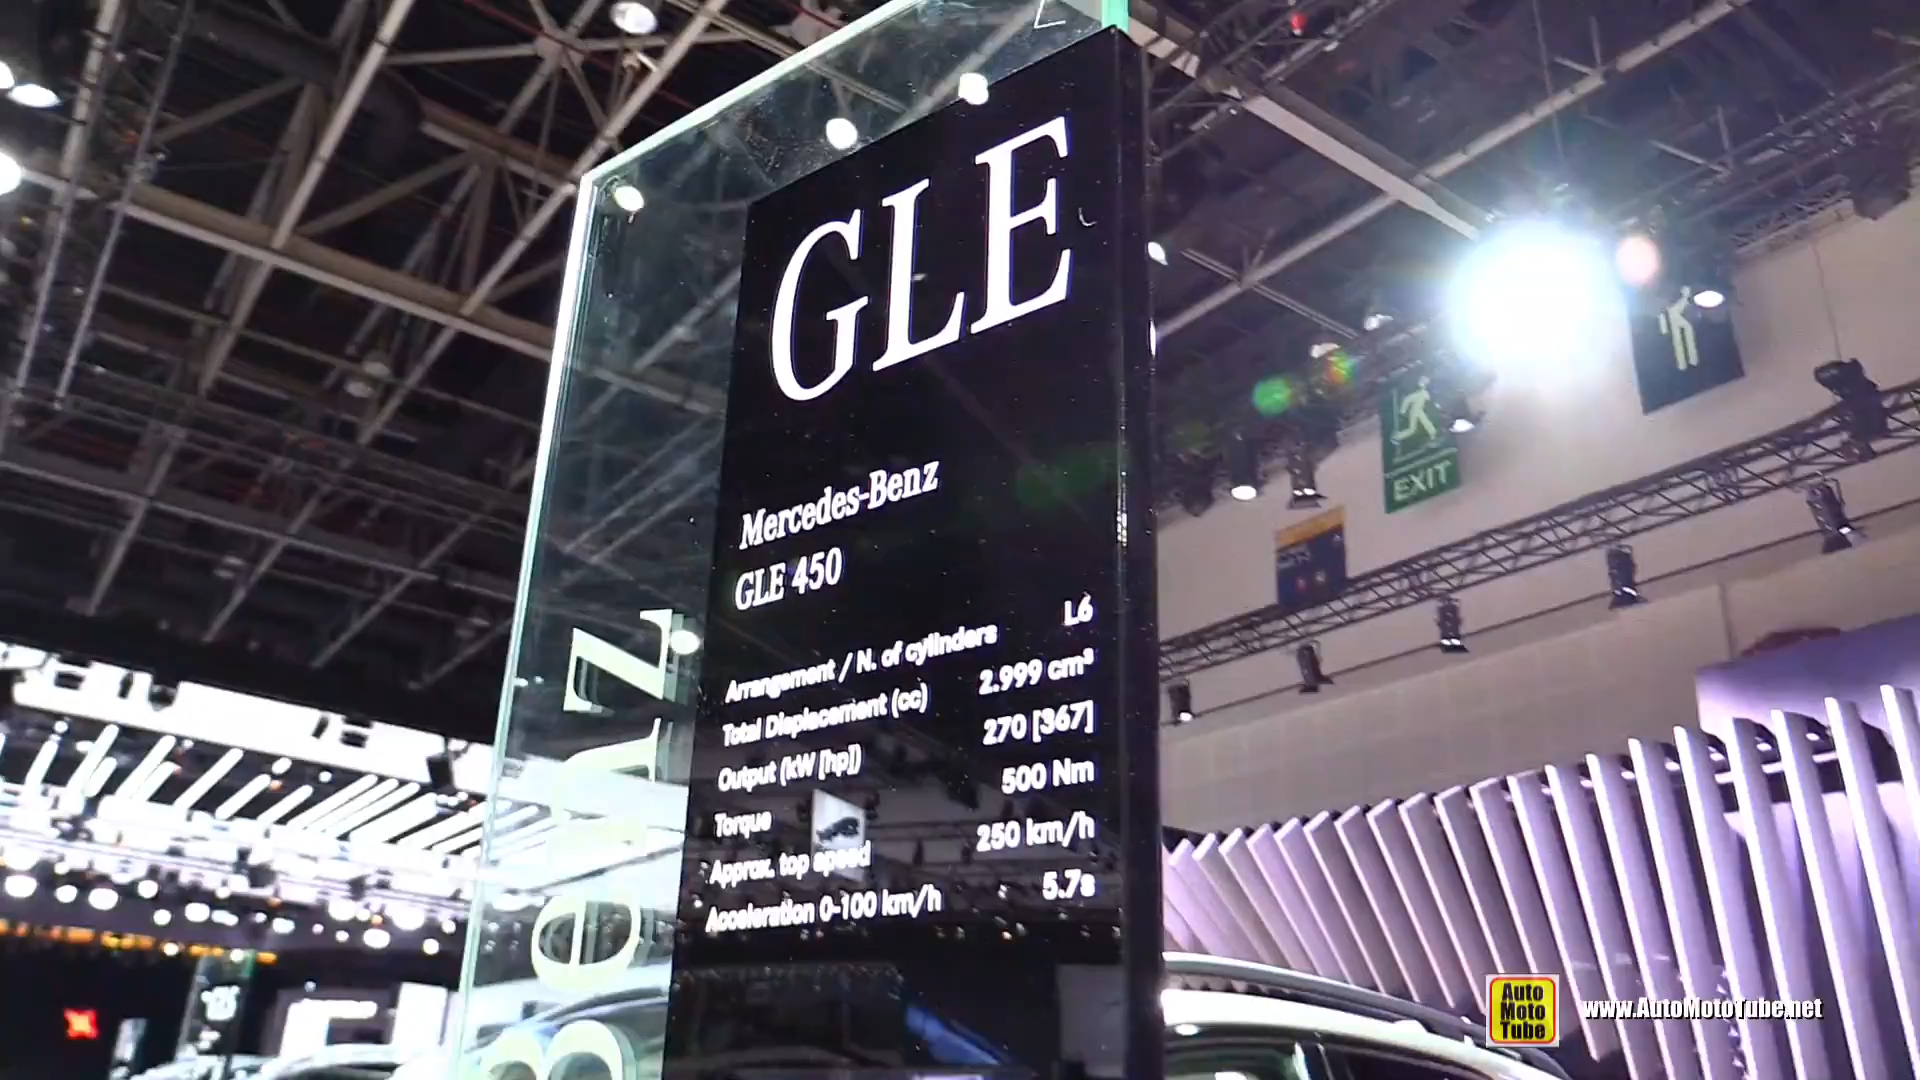 GLE
Mercedes-Benz
GLE 450
Arrangement / N. of cylinders L6
Total Displacement (cc) 2.999 cm³
Output (kW [hp]) 270 [367]
Torque 500 Nm
Approx. top speed 250 km/h
Acceleration 0-100 km/h 5.7s
Benz
EXIT
Auto
Moto
Tube
www.AutoMotoTube.net